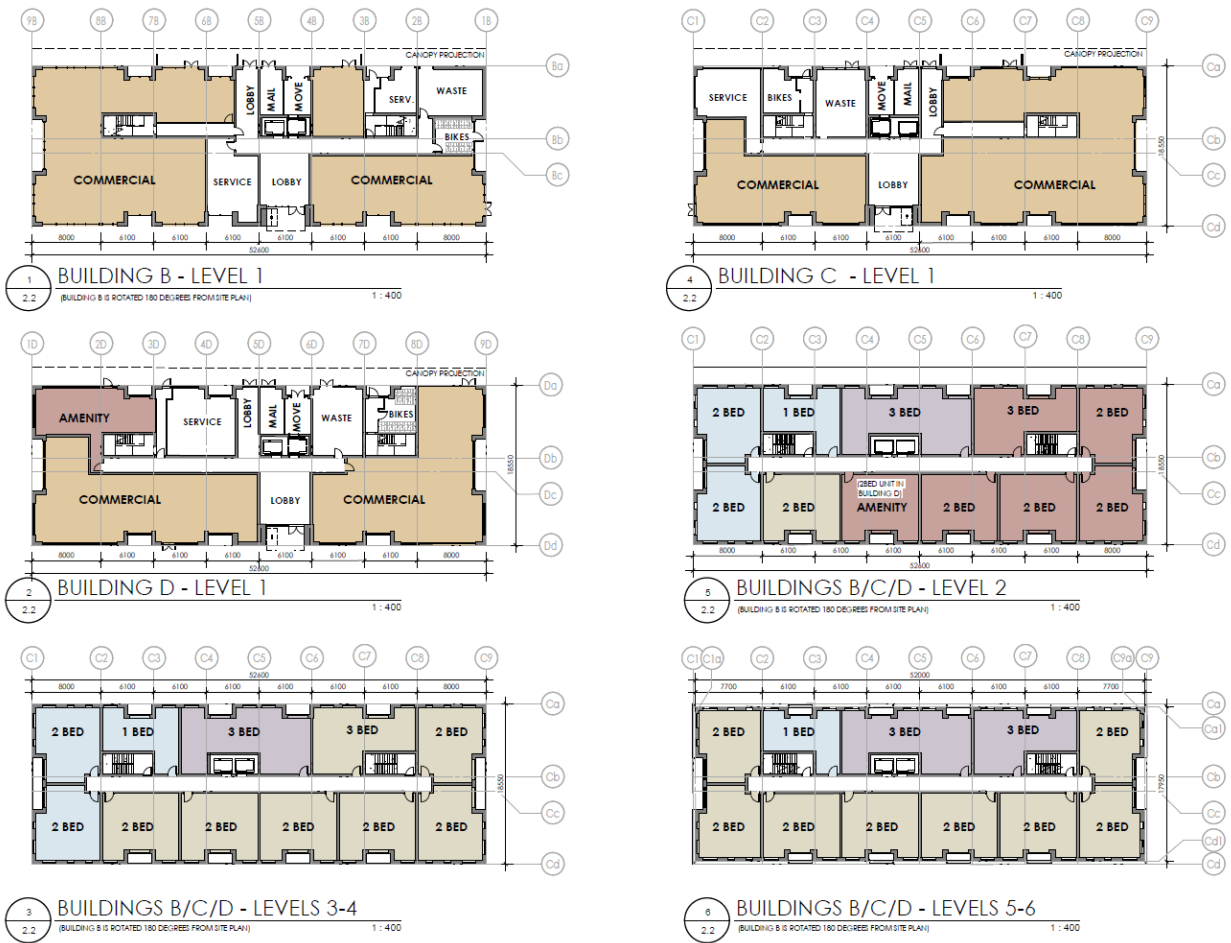 9B 8B 7B 6B 5B 4B 3B 2B 1B
CANOPY PROJECTION
Ba
LOBBY
MAIL
MOVE
SERV.
WASTE
BIKES
Bb
Bc
COMMERCIAL
SERVICE
LOBBY
COMMERCIAL
8000 6100 6100 6100 6100 6100 6100 8000
52600
1
2.2
BUILDING B - LEVEL 1
(BUILDING B IS ROTATED 180 DEGREES FROM SITE PLAN)
1 : 400
C1 C2 C3 C4 C5 C6 C7 C8 C9
CANOPY PROJECTION
Ca
SERVICE
BIKES
WASTE
MOVE
MAIL
LOBBY
Cb
18550
Cc
COMMERCIAL
LOBBY
COMMERCIAL
Cd
8000 6100 6100 6100 6100 6100 6100 8000
52600
4
2.2
BUILDING C - LEVEL 1
1 : 400
1D 2D 3D 4D 5D 6D 7D 8D 9D
CANOPY PROJECTION
Da
AMENITY
SERVICE
LOBBY
MAIL
MOVE
WASTE
BIKES
Db
18550
Dc
COMMERCIAL
LOBBY
COMMERCIAL
Dd
8000 6100 6100 6100 6100 6100 6100 8000
52600
2
2.2
BUILDING D - LEVEL 1
1 : 400
C1 C2 C3 C4 C5 C6 C7 C8 C9
Ca
2 BED 1 BED 3 BED 3 BED 2 BED
Cb
18550
Cc
(2BED UNIT IN
BUILDING D)
2 BED 2 BED AMENITY 2 BED 2 BED 2 BED
Cd
8000 6100 6100 6100 6100 6100 6100 8000
52600
5
2.2
BUILDINGS B/C/D - LEVEL 2
(BUILDING B IS ROTATED 180 DEGREES FROM SITE PLAN)
1 : 400
C1 C2 C3 C4 C5 C6 C7 C8 C9
52600
8000 6100 6100 6100 6100 6100 6100 8000
Ca
2 BED 1 BED 3 BED 3 BED 2 BED
Cb
18550
Cc
2 BED 2 BED 2 BED 2 BED 2 BED 2 BED
Cd
3
2.2
BUILDINGS B/C/D - LEVELS 3-4
(BUILDING B IS ROTATED 180 DEGREES FROM SITE PLAN)
1 : 400
C1 C1a C2 C3 C4 C5 C6 C7 C8 C9a C9
52000
7700 6100 6100 6100 6100 6100 6100 7700
Ca
Ca1
2 BED 1 BED 3 BED 3 BED 2 BED
Cb
17950
Cc
2 BED 2 BED 2 BED 2 BED 2 BED 2 BED
Cd1
Cd
6
2.2
BUILDINGS B/C/D - LEVELS 5-6
(BUILDING B IS ROTATED 180 DEGREES FROM SITE PLAN)
1 : 400